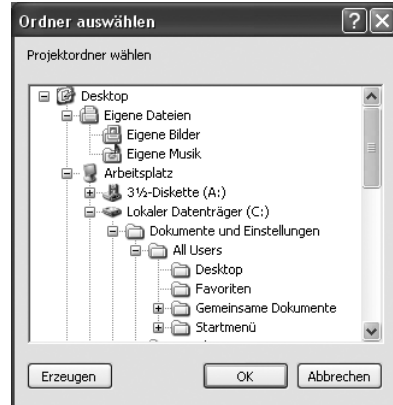 Ordner auswählen
Projektordner wählen
Desktop
Eigene Dateien
Eigene Bilder
Eigene Musik
Arbeitsplatz
3½-Diskette (A:)
Lokaler Datenträger (C:)
Dokumente und Einstellungen
All Users
Desktop
Favoriten
Gemeinsame Dokumente
Startmenü
Erzeugen OK Abbrechen